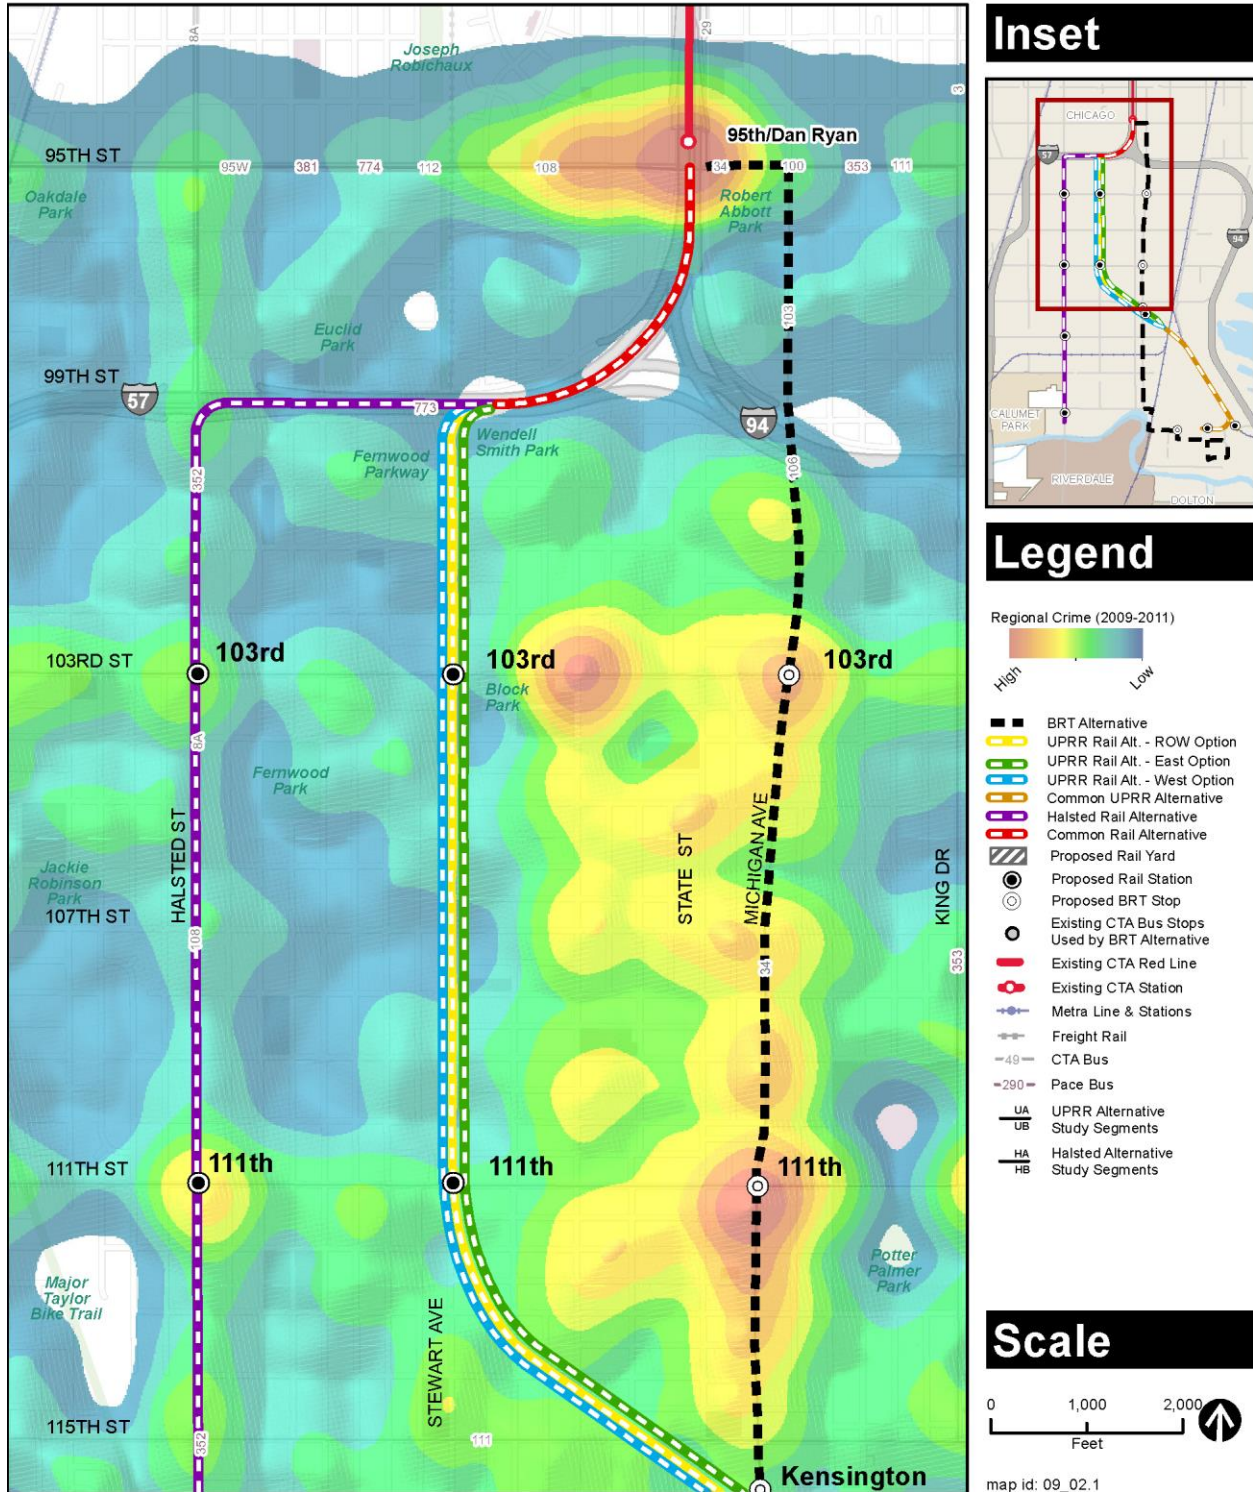 8A
29
Joseph
Robichaux
3
95th/Dan Ryan
95TH ST
95W
381
774
112
108
34
100
353
111
Oakdale
Park
Robert
Abbott
Park
103
Euclid
Park
99TH ST
57
773
94
Wendell
Smith Park
Fernwood
Parkway
352
106
103RD ST
103rd
103rd
103rd
Block
Park
8A
Fernwood
Park
HALSTED ST
STATE ST
MICHIGAN AVE
KING DR
Jackie
Robinson
Park
107TH ST
108
34
353
111TH ST
111th
111th
111th
Major
Taylor
Bike Trail
Potter
Palmer
Park
STEWART AVE
115TH ST
352
111
Kensington
Inset
CHICAGO
57
94
CALUMET
PARK
RIVERDALE
DOLTON
Legend
Regional Crime (2009-2011)
High
Low
BRT Alternative
UPRR Rail Alt. - ROW Option
UPRR Rail Alt. - East Option
UPRR Rail Alt. - West Option
Common UPRR Alternative
Halsted Rail Alternative
Common Rail Alternative
Proposed Rail Yard
Proposed Rail Station
Proposed BRT Stop
Existing CTA Bus Stops
Used by BRT Alternative
Existing CTA Red Line
Existing CTA Station
Metra Line & Stations
Freight Rail
49 CTA Bus
290 Pace Bus
UA UPRR Alternative
UB Study Segments
HA Halsted Alternative
HB Study Segments
Scale
0 1,000 2,000
Feet
map id: 09_02.1